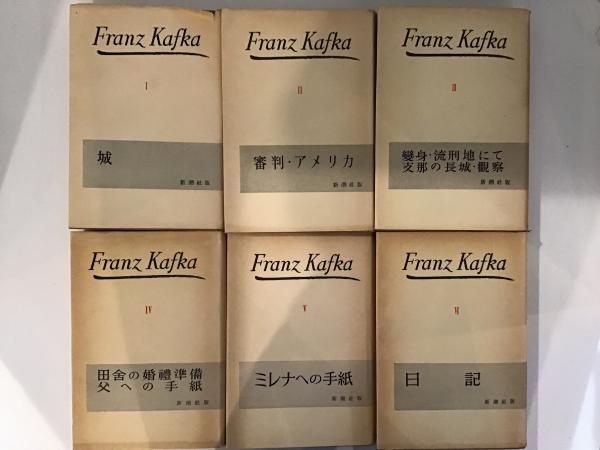 Franz Kafka
I
城
新潮社版
Franz Kafka
II
審判・アメリカ
新潮社版
Franz Kafka
III
變身・流刑地にて
支那の長城・觀察
新潮社版
Franz Kafka
IV
田舎の婚禮準備
父への手紙
新潮社版
Franz Kafka
V
ミレナへの手紙
新潮社版
Franz Kafka
VI
日記
新潮社版